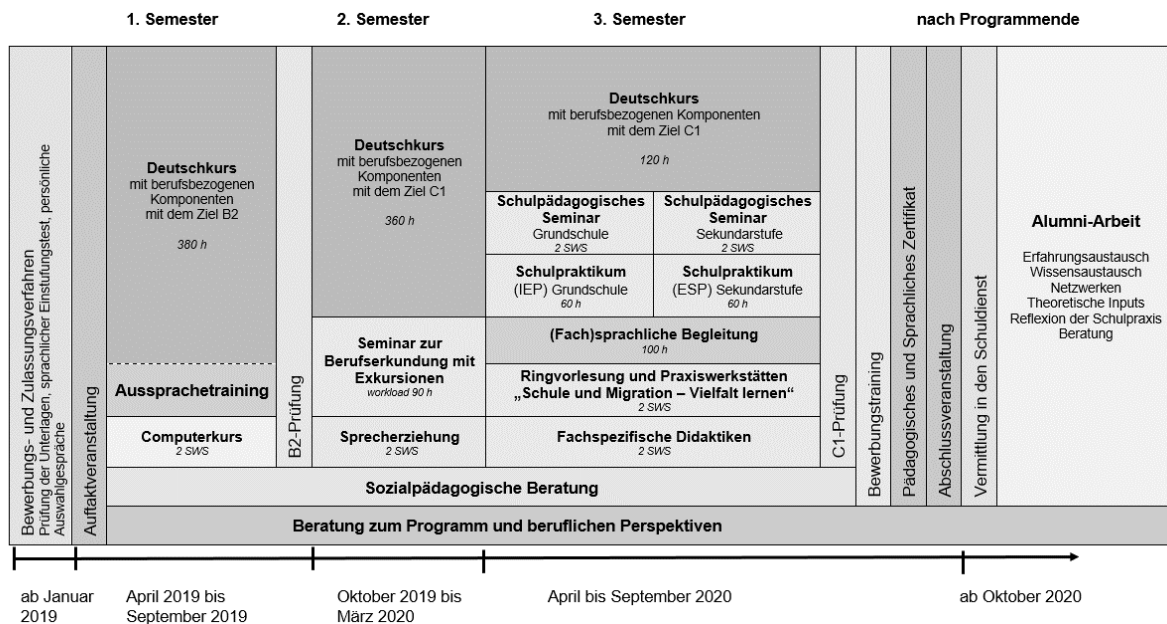 1. Semester
2. Semester
3. Semester
nach Programmende
Bewerbungs- und Zulassungsverfahren
Prüfung der Unterlagen, sprachlicher Einstufungstest, persönliche
Auswahlgespräche
Auftaktveranstaltung
Deutschkurs
mit berufsbezogenen
Komponenten
mit dem Ziel B2
380 h
Aussprachetraining
Computerkurs
2 SWS
B2-Prüfung
Deutschkurs
mit berufsbezogenen
Komponenten
mit dem Ziel C1
360 h
Seminar zur
Berufserkundung mit
Exkursionen
workload 90 h
Sprecherziehung
2 SWS
Deutschkurs
mit berufsbezogenen Komponenten
mit dem Ziel C1
120 h
Schulpädagogisches
Seminar
Grundschule
2 SWS
Schulpädagogisches
Seminar
Sekundarstufe
2 SWS
Schulpraktikum
(IEP) Grundschule
60 h
Schulpraktikum
(ESP) Sekundarstufe
60 h
(Fach)sprachliche Begleitung
100 h
Ringvorlesung und Praxiswerkstätten
„Schule und Migration – Vielfalt lernen“
2 SWS
Fachspezifische Didaktiken
2 SWS
C1-Prüfung
Bewerbungstraining
Pädagogisches und Sprachliches Zertifikat
Abschlussveranstaltung
Vermittlung in den Schuldienst
Alumni-Arbeit
Erfahrungsaustausch
Wissensaustausch
Netzwerken
Theoretische Inputs
Reflexion der Schulpraxis
Beratung
Sozialpädagogische Beratung
Beratung zum Programm und beruflichen Perspektiven
ab Januar
2019
April 2019 bis
September 2019
Oktober 2019 bis
März 2020
April bis September 2020
ab Oktober 2020